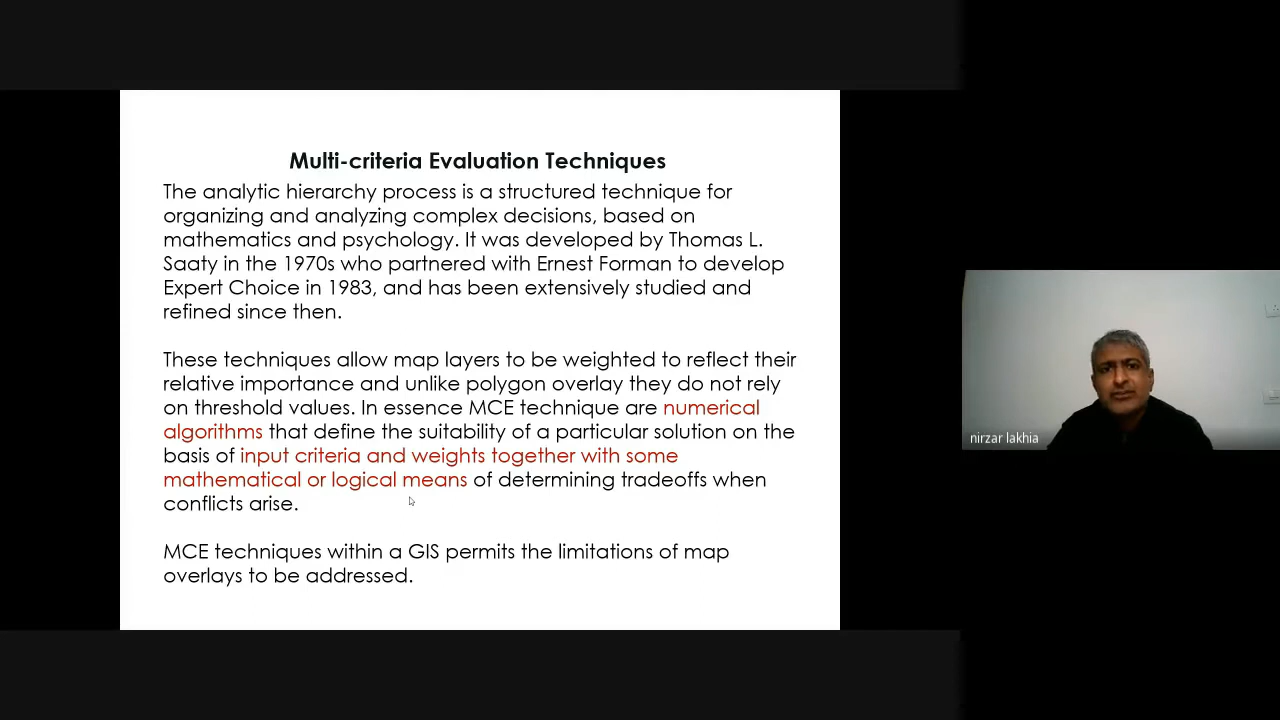 Multi-criteria Evaluation Techniques
The analytic hierarchy process is a structured technique for
organizing and analyzing complex decisions, based on
mathematics and psychology. It was developed by Thomas L.
Saaty in the 1970s who partnered with Ernest Forman to develop
Expert Choice in 1983, and has been extensively studied and
refined since then.
These techniques allow map layers to be weighted to reflect their
relative importance and unlike polygon overlay they do not rely
on threshold values. In essence MCE technique are numerical
algorithms that define the suitability of a particular solution on the
basis of input criteria and weights together with some
mathematical or logical means of determining tradeoffs when
conflicts arise.
MCE techniques within a GIS permits the limitations of map
overlays to be addressed.
nirzar lakhia